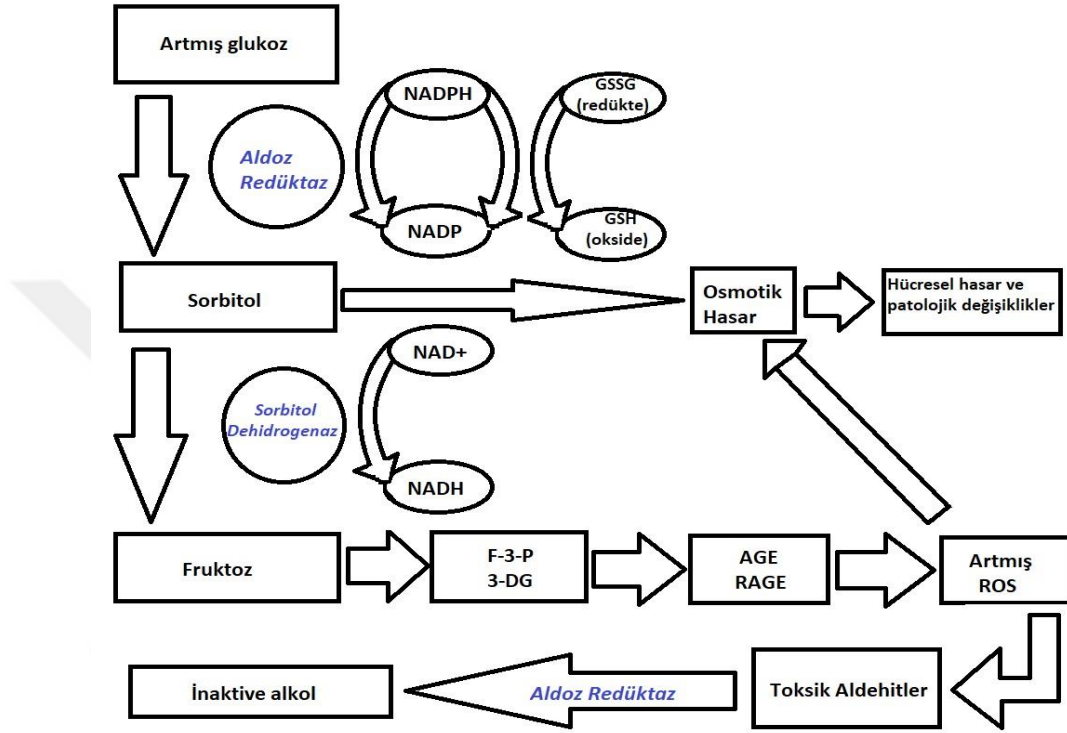 Artmış glukoz
NADPH
GSSG
(redükte)
Aldoz
Redüktaz
NADP
GSH
(okside)
Sorbitol
Osmotik
Hasar
Hücresel hasar ve
patolojik değişiklikler
NAD+
Sorbitol
Dehidrogenaz
NADH
Fruktoz
F-3-P
3-DG
AGE
RAGE
Artmış
ROS
İnaktive alkol
Aldoz Redüktaz
Toksik Aldehitler